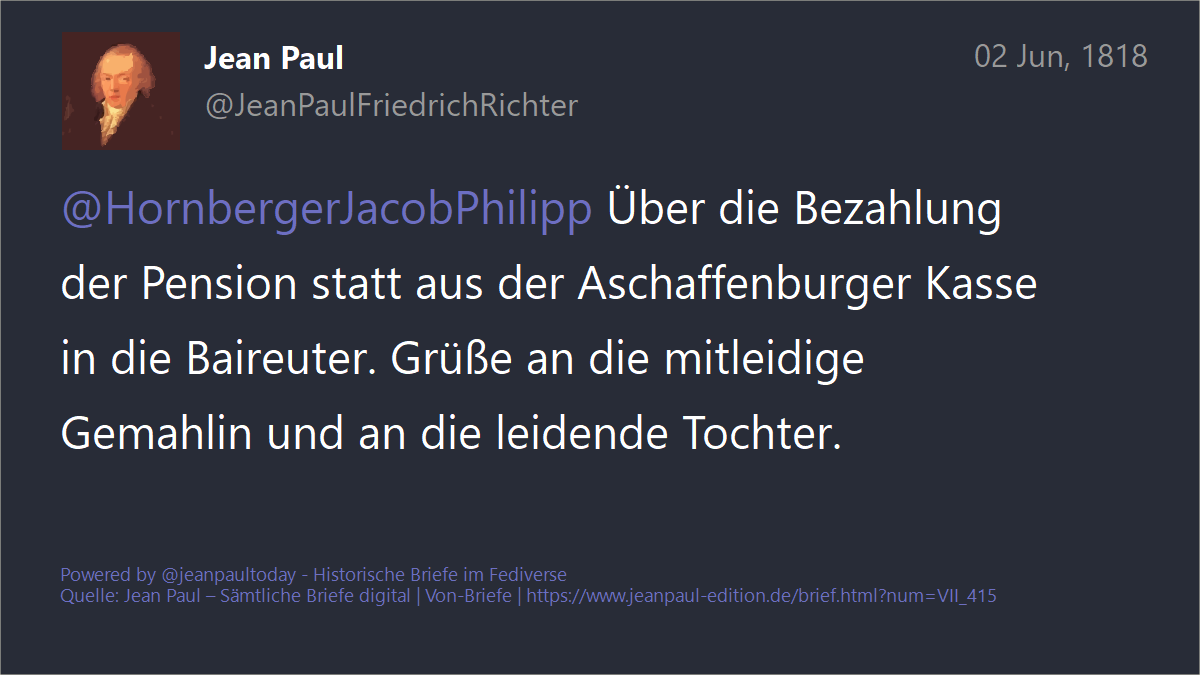 Jean Paul
02 Jun, 1818
@JeanPaulFriedrichRichter
@HornbergerJacobPhilipp Über die Bezahlung
der Pension statt aus der Aschaffenburger Kasse
in die Baireuter. Grüße an die mitleidige
Gemahlin und an die leidende Tochter.
Powered by @jeanpaultoday - Historische Briefe im Fediverse
Quelle: Jean Paul – Sämtliche Briefe digital | Von-Briefe | https://www.jeanpaul-edition.de/brief.html?num=VII_415